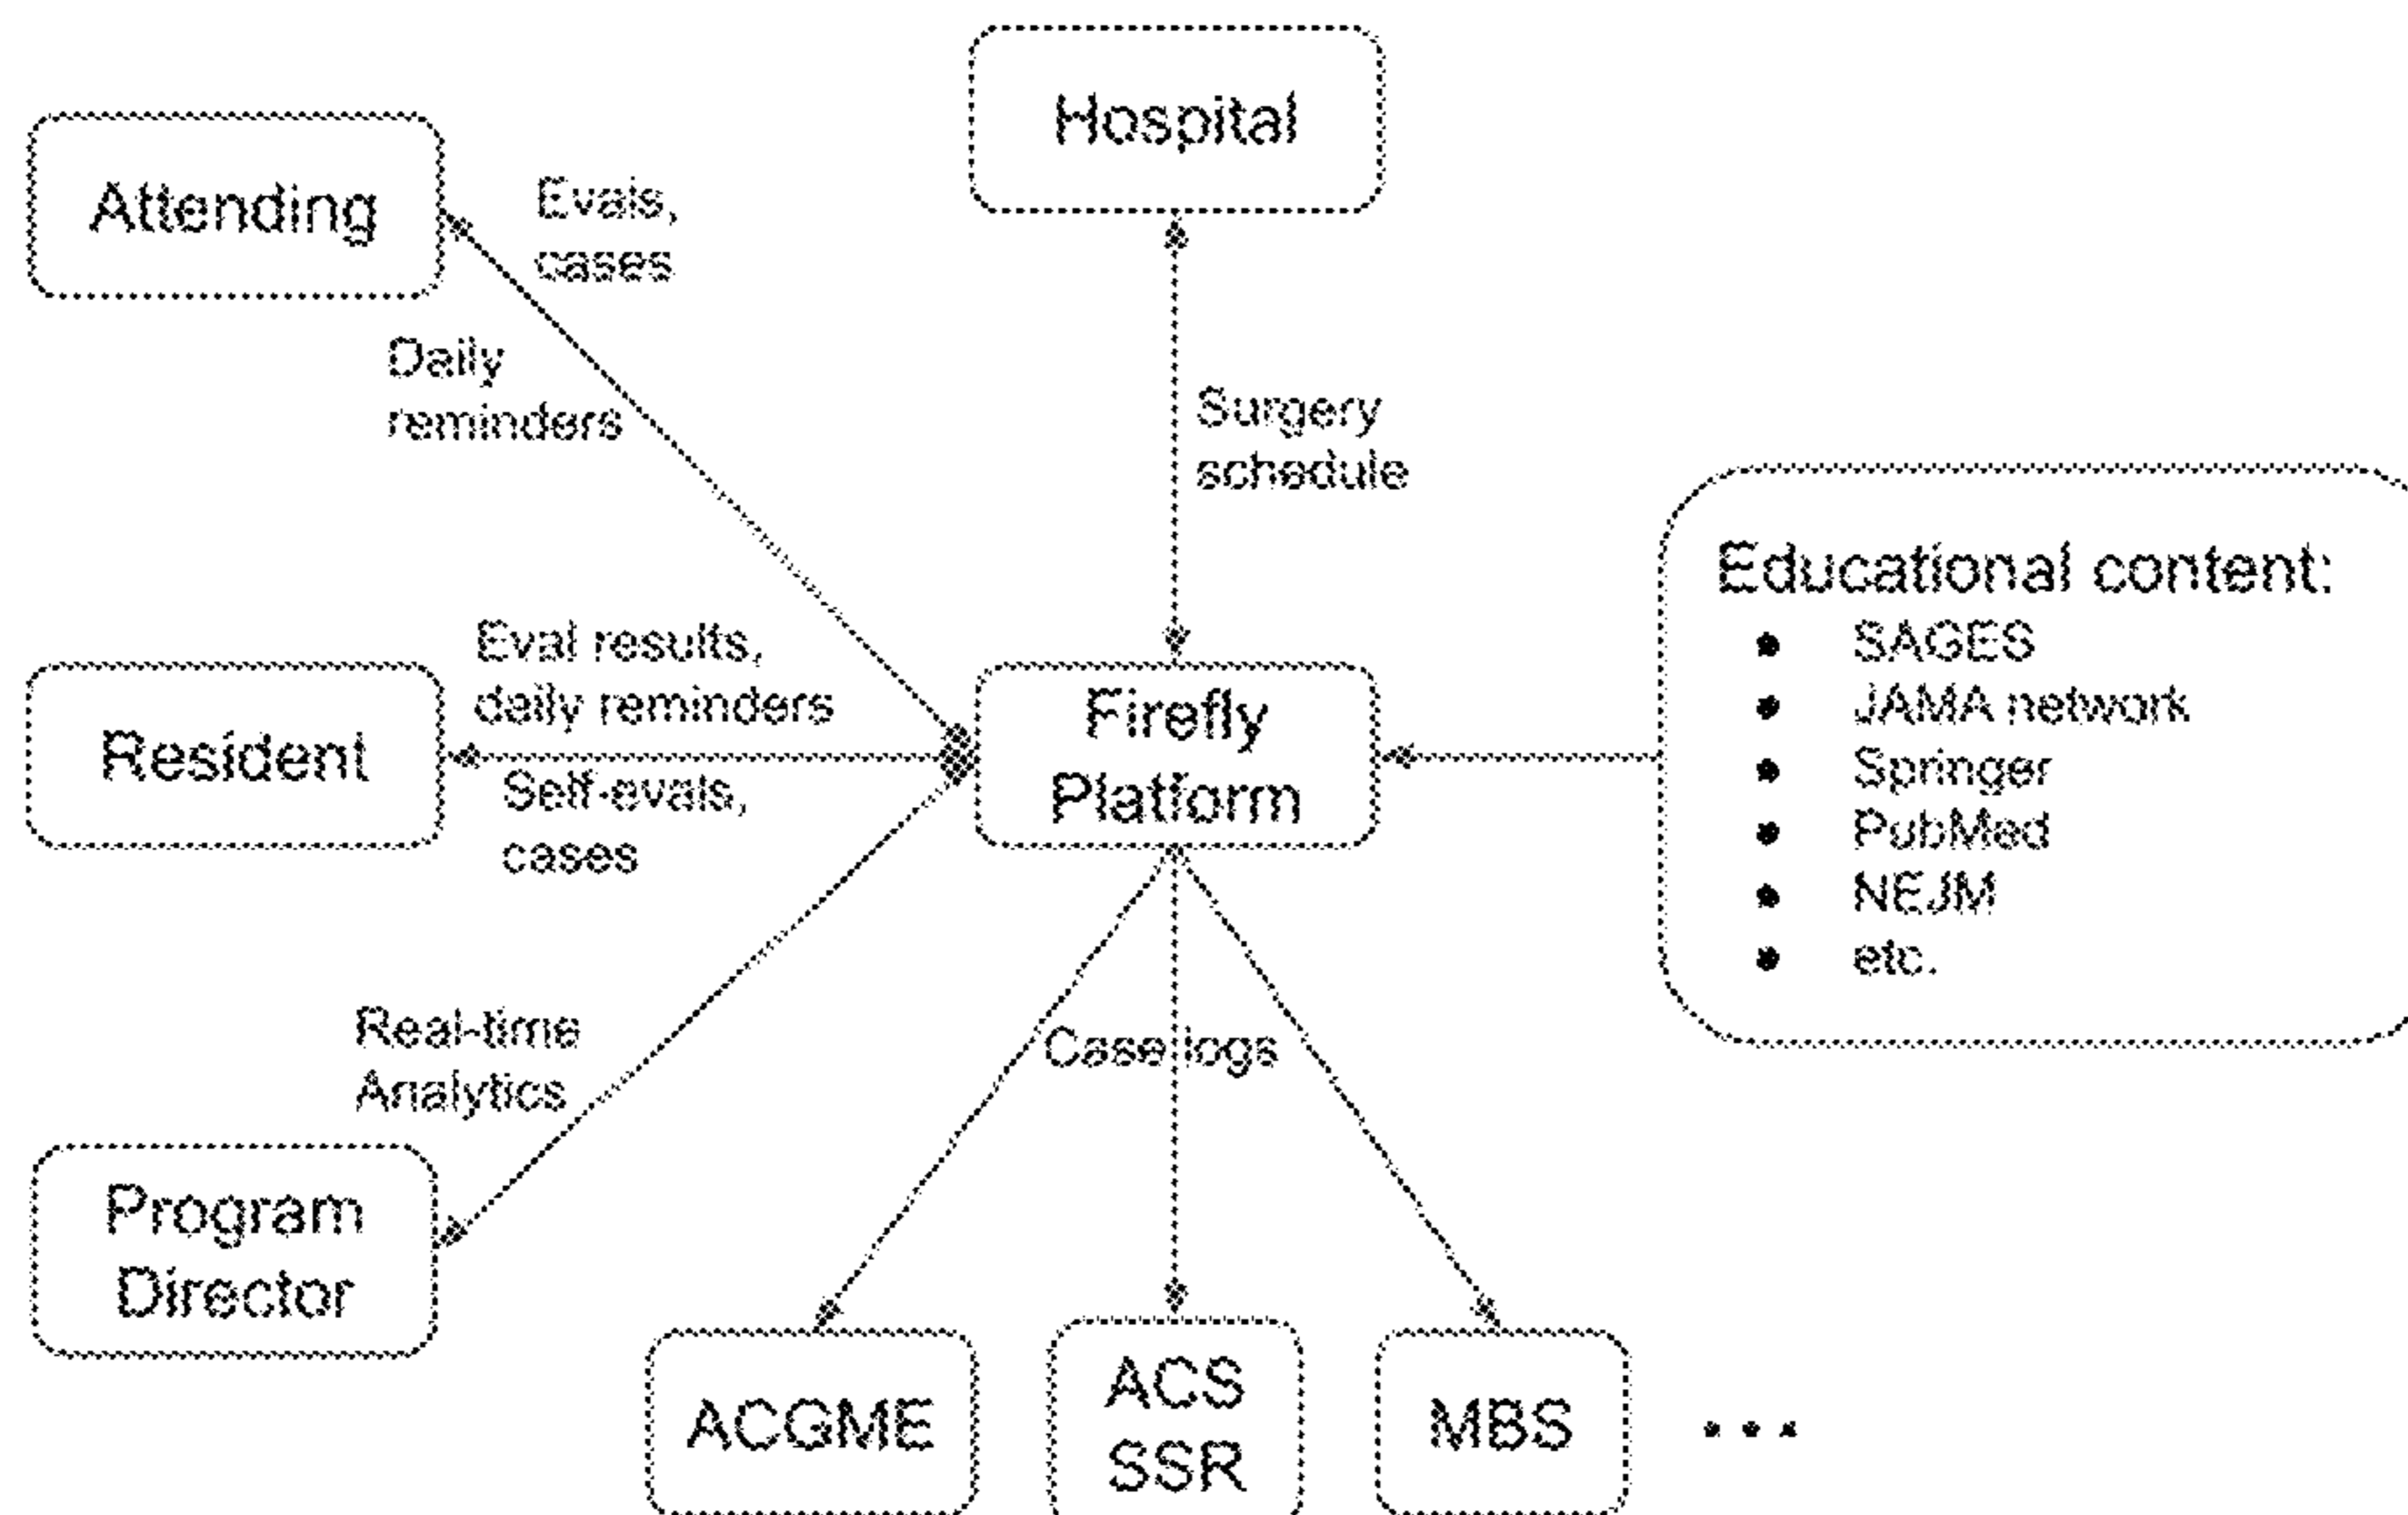 Hospital
Attending
Evals,
cases
Daily
reminders
Surgery
schedule
Educational content:
• SAGES
• JAMA network
• Springer
• PubMed
• NEJM
• etc.
Eval results,
daily reminders
Resident
Self-evals,
cases
Firefly
Platform
Real-time
Analytics
Case logs
Program
Director
ACGME
ACS
SSR
MBS
...